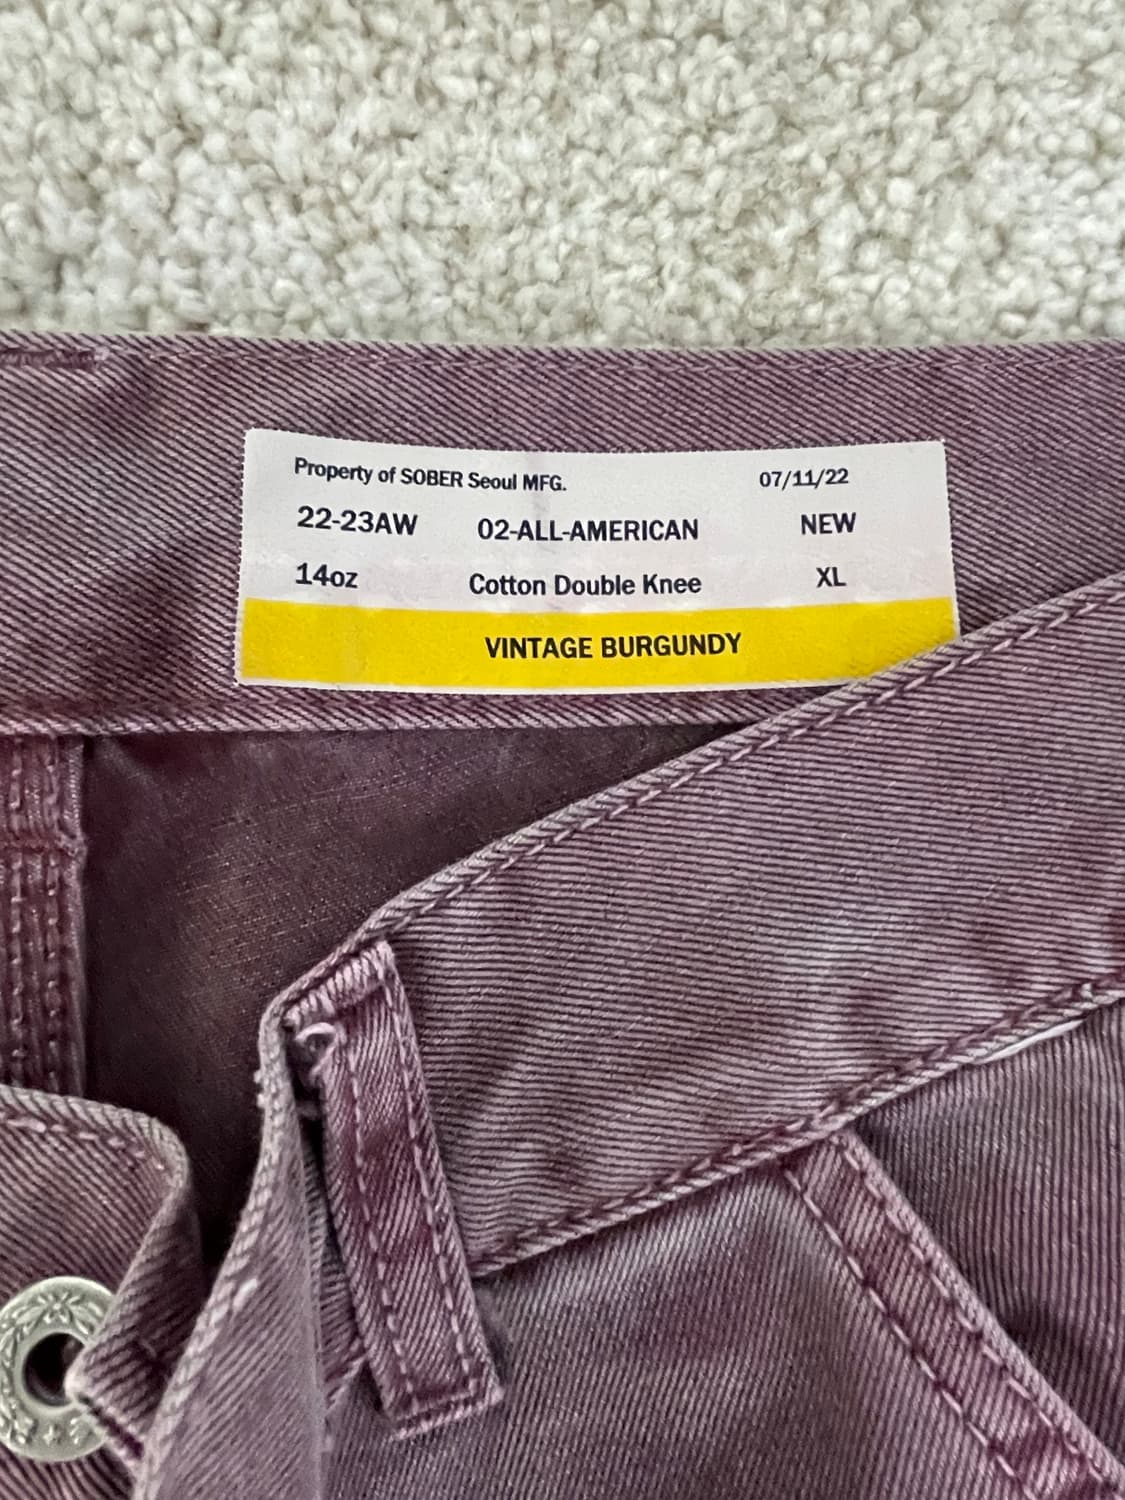 Property of SOBER Seoul MFG. 07/11/22
22-23AW 02-ALL-AMERICAN NEW
14oz Cotton Double Knee XL
VINTAGE BURGUNDY